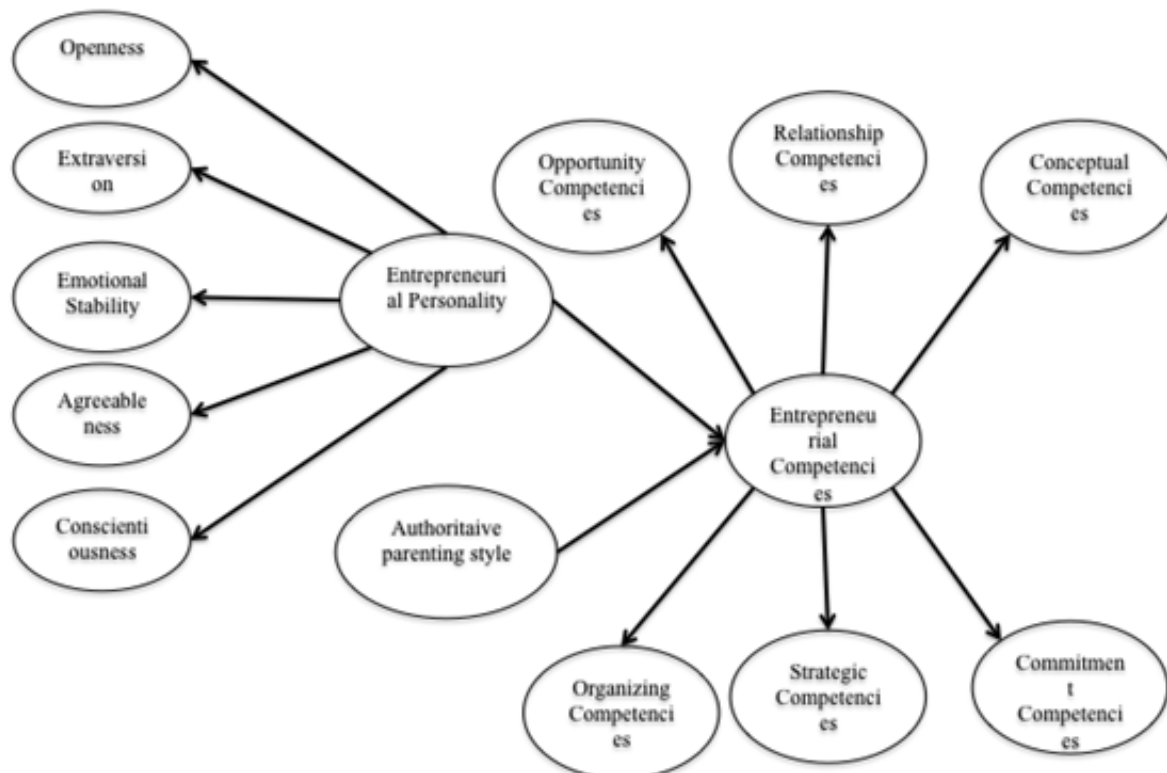 Openness
Extraversi
on
Emotional
Stability
Agreeable
ness
Conscienti
ousness
Entrepreneuri
al Personality
Authoritaive
parenting style
Opportunity
Competenci
es
Relationship
Competenci
es
Conceptual
Competenci
es
Entrepreneu
rial
Competenci
es
Organizing
Competenci
es
Strategic
Competenci
es
Commitmen
t
Competenci
es